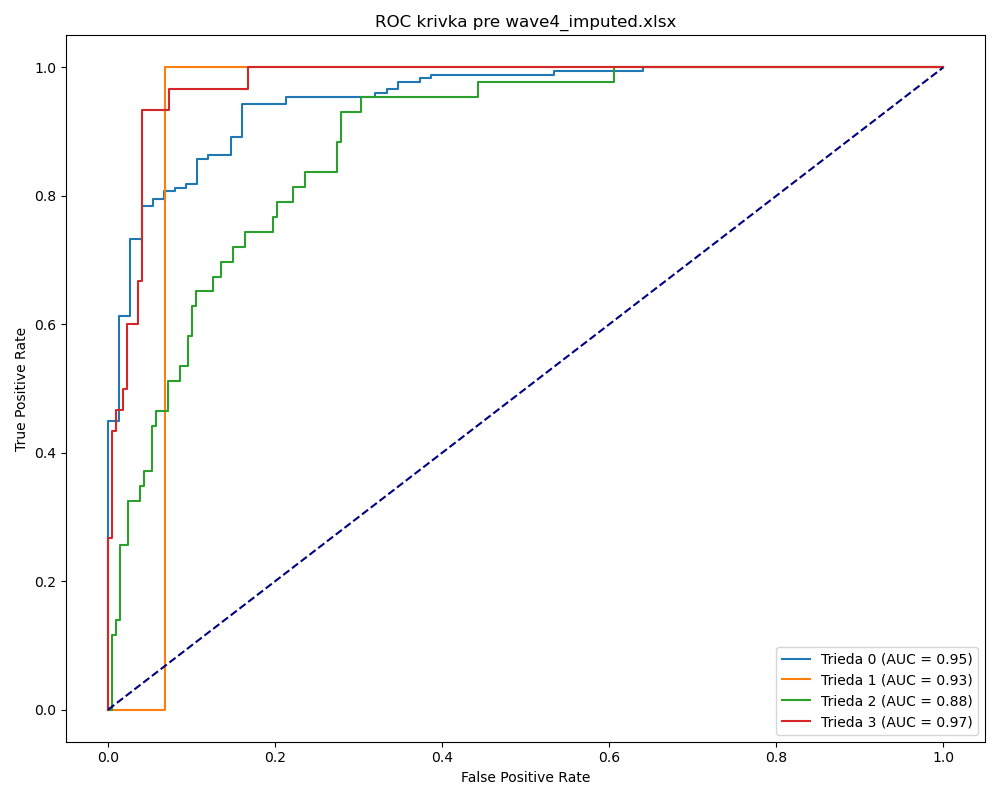 ROC krivka pre wave4_imputed.xlsx
True Positive Rate
1.0
0.8
0.6
0.4
0.2
0.0
0.0 0.2 0.4 0.6 0.8 1.0
False Positive Rate
Trieda 0 (AUC = 0.95)
Trieda 1 (AUC = 0.93)
Trieda 2 (AUC = 0.88)
Trieda 3 (AUC = 0.97)